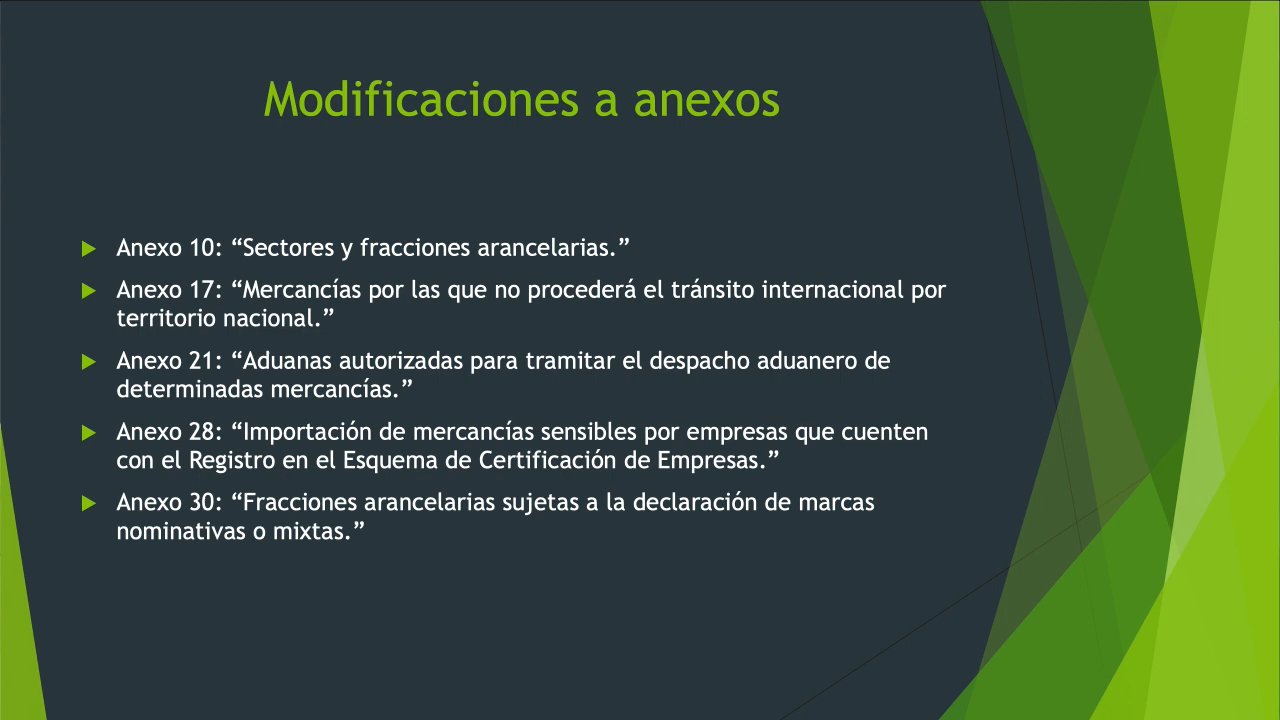 Modificaciones a anexos
Anexo 10: “Sectores y fracciones arancelarias.”
Anexo 17: “Mercancías por las que no procederá el tránsito internacional por
territorio nacional.”
Anexo 21: “Aduanas autorizadas para tramitar el despacho aduanero de
determinadas mercancías.”
Anexo 28: “Importación de mercancías sensibles por empresas que cuenten
con el Registro en el Esquema de Certificación de Empresas.”
Anexo 30: “Fracciones arancelarias sujetas a la declaración de marcas
nominativas o mixtas.”